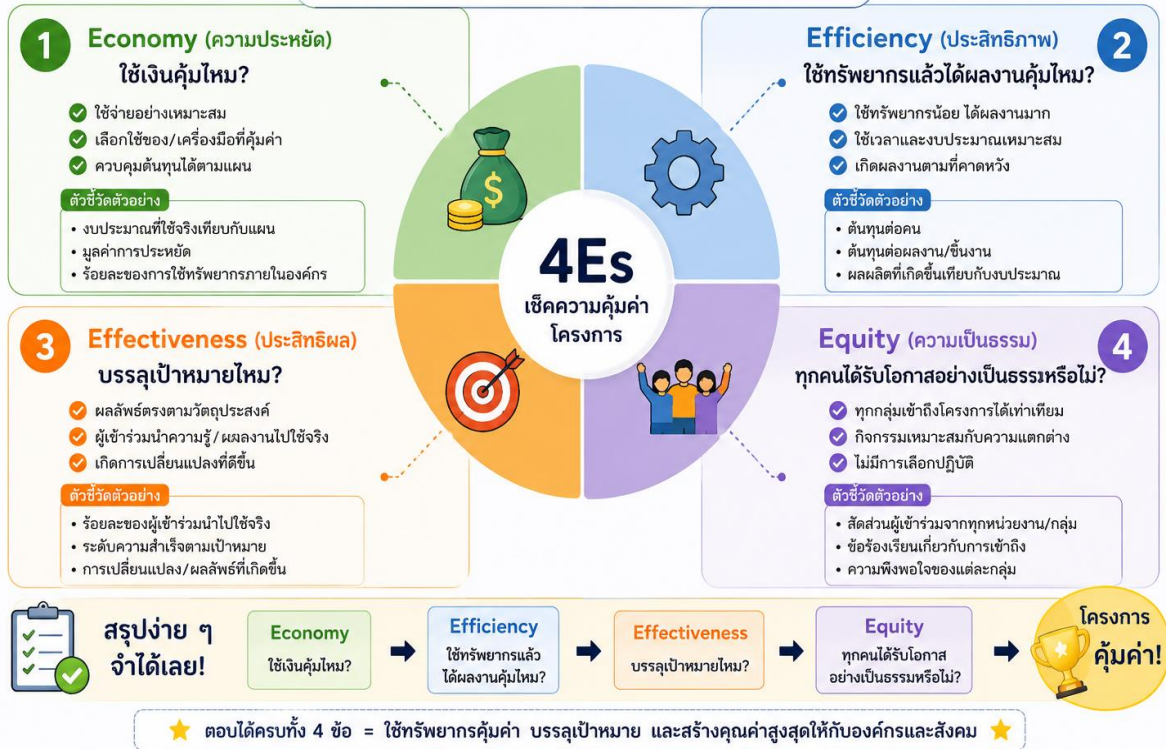 1
Economy (ความประหยัด)
ใช้เงินคุ้มไหม?
ใช้จ่ายอย่างเหมาะสม
เลือกใช้ของ/เครื่องมือที่คุ้มค่า
ควบคุมต้นทุนได้ตามแผน
ตัวชี้วัดตัวอย่าง
• งบประมาณที่ใช้จริงเทียบกับแผน
• มูลค่าการประหยัด
• ร้อยละของการใช้ทรัพยากรภายในองค์กร
Efficiency (ประสิทธิภาพ)
2
ใช้ทรัพยากรแล้วได้ผลงานคุ้มไหม?
ใช้ทรัพยากรน้อย ได้ผลงานมาก
ใช้เวลาและงบประมาณเหมาะสม
เกิดผลงานตามที่คาดหวัง
ตัวชี้วัดตัวอย่าง
• ต้นทุนต่อคน
• ต้นทุนต่อผลงาน/ชิ้นงาน
• ผลผลิตที่เกิดขึ้นเทียบกับงบประมาณ
$
4Es
เช็คความคุ้มค่า
โครงการ
3
Effectiveness (ประสิทธิผล)
บรรลุเป้าหมายไหม?
ผลลัพธ์ตรงตามวัตถุประสงค์
ผู้เข้าร่วมนำความรู้/ผลงานไปใช้จริง
เกิดการเปลี่ยนแปลงที่ดีขึ้น
ตัวชี้วัดตัวอย่าง
• ร้อยละของผู้เข้าร่วมนำไปใช้จริง
• ระดับความสำเร็จตามเป้าหมาย
• การเปลี่ยนแปลง/ผลลัพธ์ที่เกิดขึ้น
Equity (ความเป็นธรรม)
4
ทุกคนได้รับโอกาสอย่างเป็นธรรมหรือไม่?
ทุกกลุ่มเข้าถึงโครงการได้เท่าเทียม
กิจกรรมเหมาะสมกับความแตกต่าง
ไม่มีการเลือกปฏิบัติ
ตัวชี้วัดตัวอย่าง
• สัดส่วนผู้เข้าร่วมจากทุกหน่วยงาน/กลุ่ม
• ข้อร้องเรียนเกี่ยวกับการเข้าถึง
• ความพึงพอใจของแต่ละกลุ่ม
สรุปง่าย ๆ
จำได้เลย!
Economy
ใช้เงินคุ้มไหม?
Efficiency
ใช้ทรัพยากรแล้ว
ได้ผลงานคุ้มไหม?
Effectiveness
บรรลุเป้าหมายไหม?
Equity
ทุกคนได้รับโอกาส
อย่างเป็นธรรมหรือไม่?
โครงการ
คุ้มค่า!
ตอบได้ครบทั้ง 4 ข้อ = ใช้ทรัพยากรคุ้มค่า บรรลุเป้าหมาย และสร้างคุณค่าสูงสุดให้กับองค์กรและสังคม